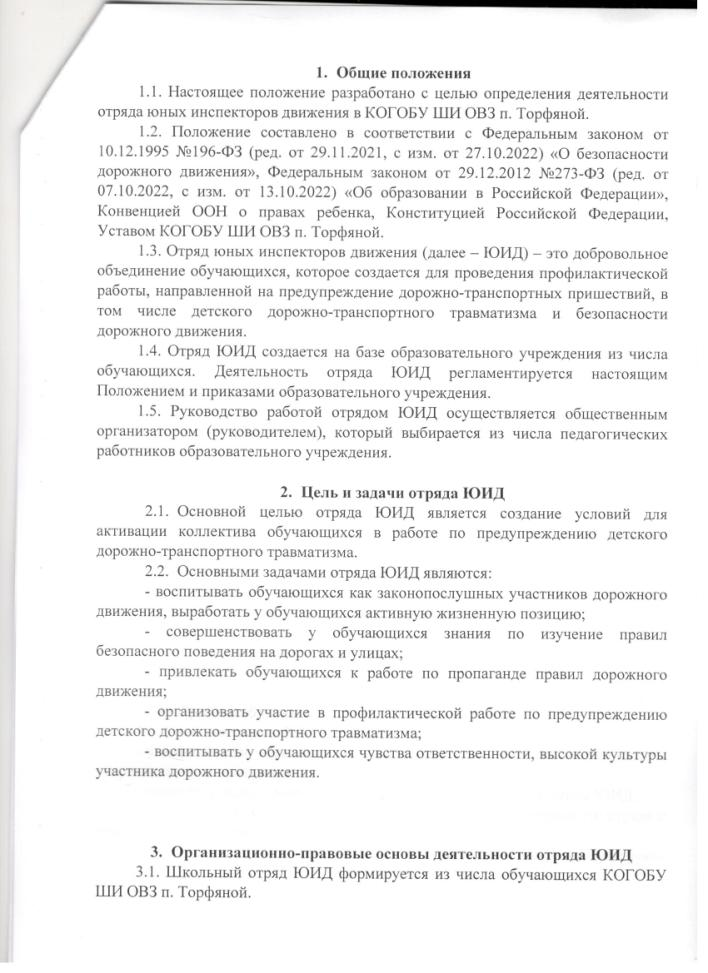 1. Общие положения
1.1. Настоящее положение разработано с целью определения деятельности
отряда юных инспекторов движения в КОГОБУ ШИ ОВЗ п. Торфяной.
1.2. Положение составлено в соответствии с Федеральным законом от
10.12.1995 №196-ФЗ (ред. от 29.11.2021, с изм. от 27.10.2022) «О безопасности
дорожного движения», Федеральным законом от 29.12.2012 №273-ФЗ (ред. от
07.10.2022, с изм. от 13.10.2022) «Об образовании в Российской Федерации»,
Конвенцией ООН о правах ребенка, Конституцией Российской Федерации,
Уставом КОГОБУ ШИ ОВЗ п. Торфяной.
1.3. Отряд юных инспекторов движения (далее – ЮИД) – это добровольное
объединение обучающихся, которое создается для проведения профилактической
работы, направленной на предупреждение дорожно-транспортных пришествий, в
том числе детского дорожно-транспортного травматизма и безопасности
дорожного движения.
1.4. Отряд ЮИД создается на базе образовательного учреждения из числа
обучающихся. Деятельность отряда ЮИД регламентируется настоящим
Положением и приказами образовательного учреждения.
1.5. Руководство работой отрядом ЮИД осуществляется общественным
организатором (руководителем), который выбирается из числа педагогических
работников образовательного учреждения.
2. Цель и задачи отряда ЮИД
2.1. Основной целью отряда ЮИД является создание условий для
активации коллектива обучающихся в работе по предупреждению детского
дорожно-транспортного травматизма.
2.2. Основными задачами отряда ЮИД являются:
- воспитывать обучающихся как законопослушных участников дорожного
движения, выработать у обучающихся активную жизненную позицию;
- совершенствовать у обучающихся знания по изучение правил
безопасного поведения на дорогах и улицах;
- привлекать обучающихся к работе по пропаганде правил дорожного
движения;
- организовать участие в профилактической работе по предупреждению
детского дорожно-транспортного травматизма;
- воспитывать у обучающихся чувства ответственности, высокой культуры
участника дорожного движения.
3. Организационно-правовые основы деятельности отряда ЮИД
3.1. Школьный отряд ЮИД формируется из числа обучающихся КОГОБУ
ШИ ОВЗ п. Торфяной.